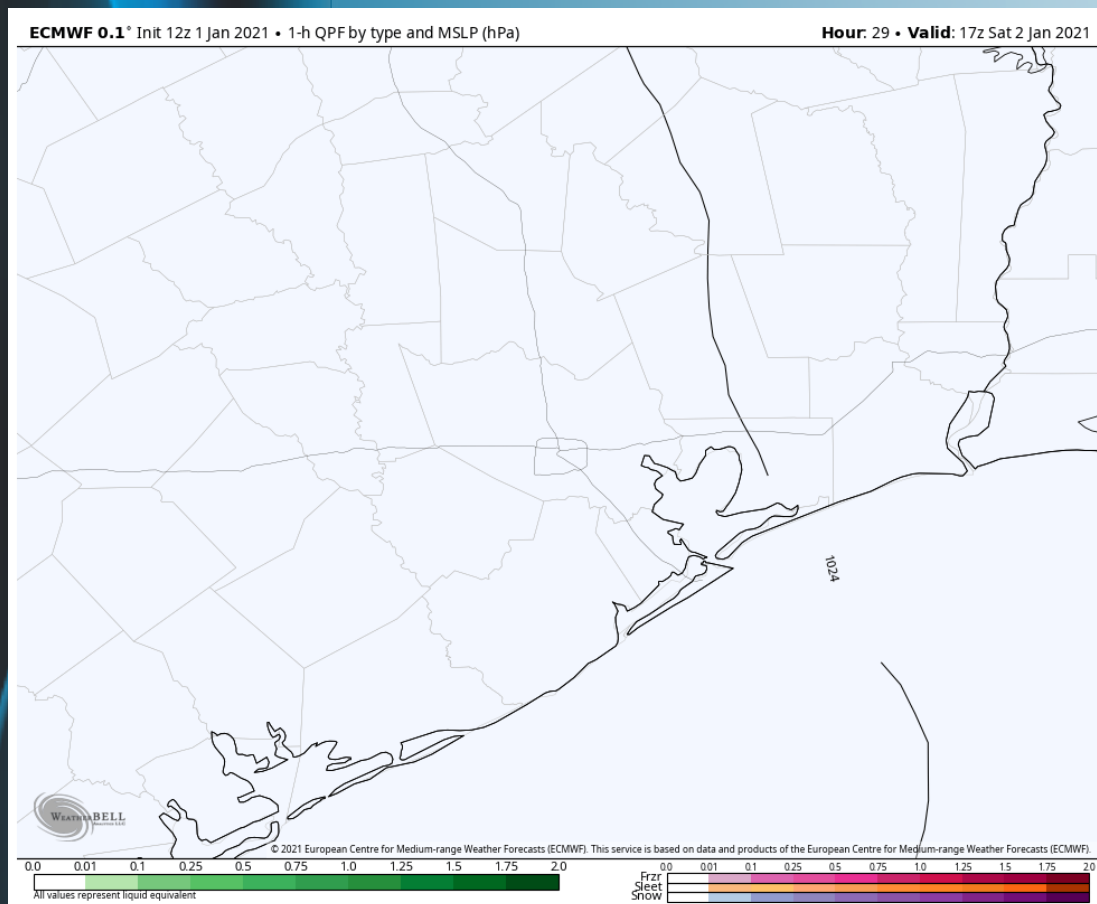 ECMWF 0.1° Init 12z 1 Jan 2021 • 1-h QPF by type and MSLP (hPa)
Hour: 29 • Valid: 17z Sat 2 Jan 2021
1024
WEATHERBELL
© 2021 European Centre for Medium-range Weather Forecasts (ECMWF). This service is based on data and products of the European Centre for Medium-range Weather Forecasts (ECMWF).
0.0 0.01 0.1 0.25 0.5 0.75 1.0 1.25 1.5 1.75 2.0
All values represent liquid equivalent
0.0 0.01 0.1 0.25 0.5 0.75 1.0 1.25 1.5 1.75 2.0
Frzr
Sleet
Snow